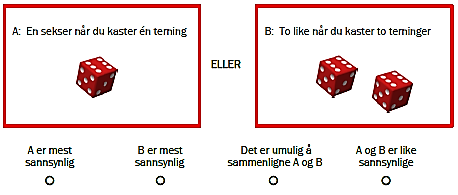 A: En sekser når du kaster én terning
ELLER
B: To like når du kaster to terninger
A er mest
sannsynlig
B er mest
sannsynlig
Det er umulig å
sammenligne A og B
A og B er like
sannsynlige